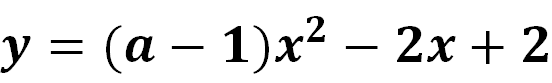 y = (a − 1)x² − 2x + 2